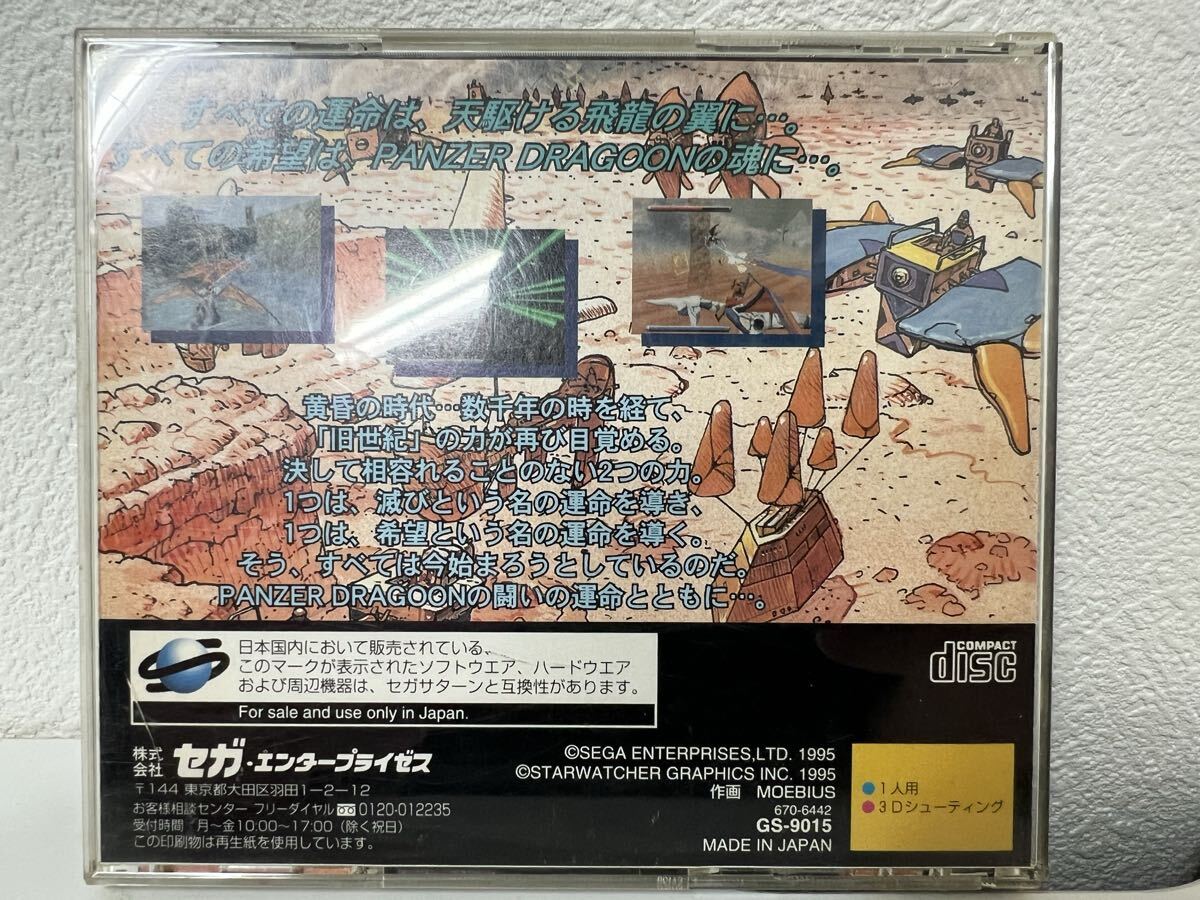 すべての運命は、天駆ける飛龍の翼に…。
すべての希望は、PANZER DRAGOONの魂に…。
黄昏の時代…数千年の時を経て、
「旧世紀」の力が再び目覚める。
決して相容れることのない2つの力。
1つは、滅びという名の運命を導き、
1つは、希望という名の運命を導く。
そう、すべては今始まろうとしているのだ。
PANZER DRAGOONの闘いの運命とともに…。
日本国内において販売されている、
このマークが表示されたソフトウエア、ハードウエア
および周辺機器は、セガサターンと互換性があります。
For sale and use only in Japan.
COMPACT
disc
株式会社 セガ・エンタープライゼス
〒144 東京都大田区羽田1-2-12
お客様相談センター フリーダイヤル 0120-012235
受付時間 月〜金10:00〜17:00（除く祝日）
この印刷物は再生紙を使用しています。
©SEGA ENTERPRISES,LTD. 1995
©STARWATCHER GRAPHICS INC. 1995
作画 MOEBIUS
670-6442
GS-9015
MADE IN JAPAN
●1人用
●3Dシューティング